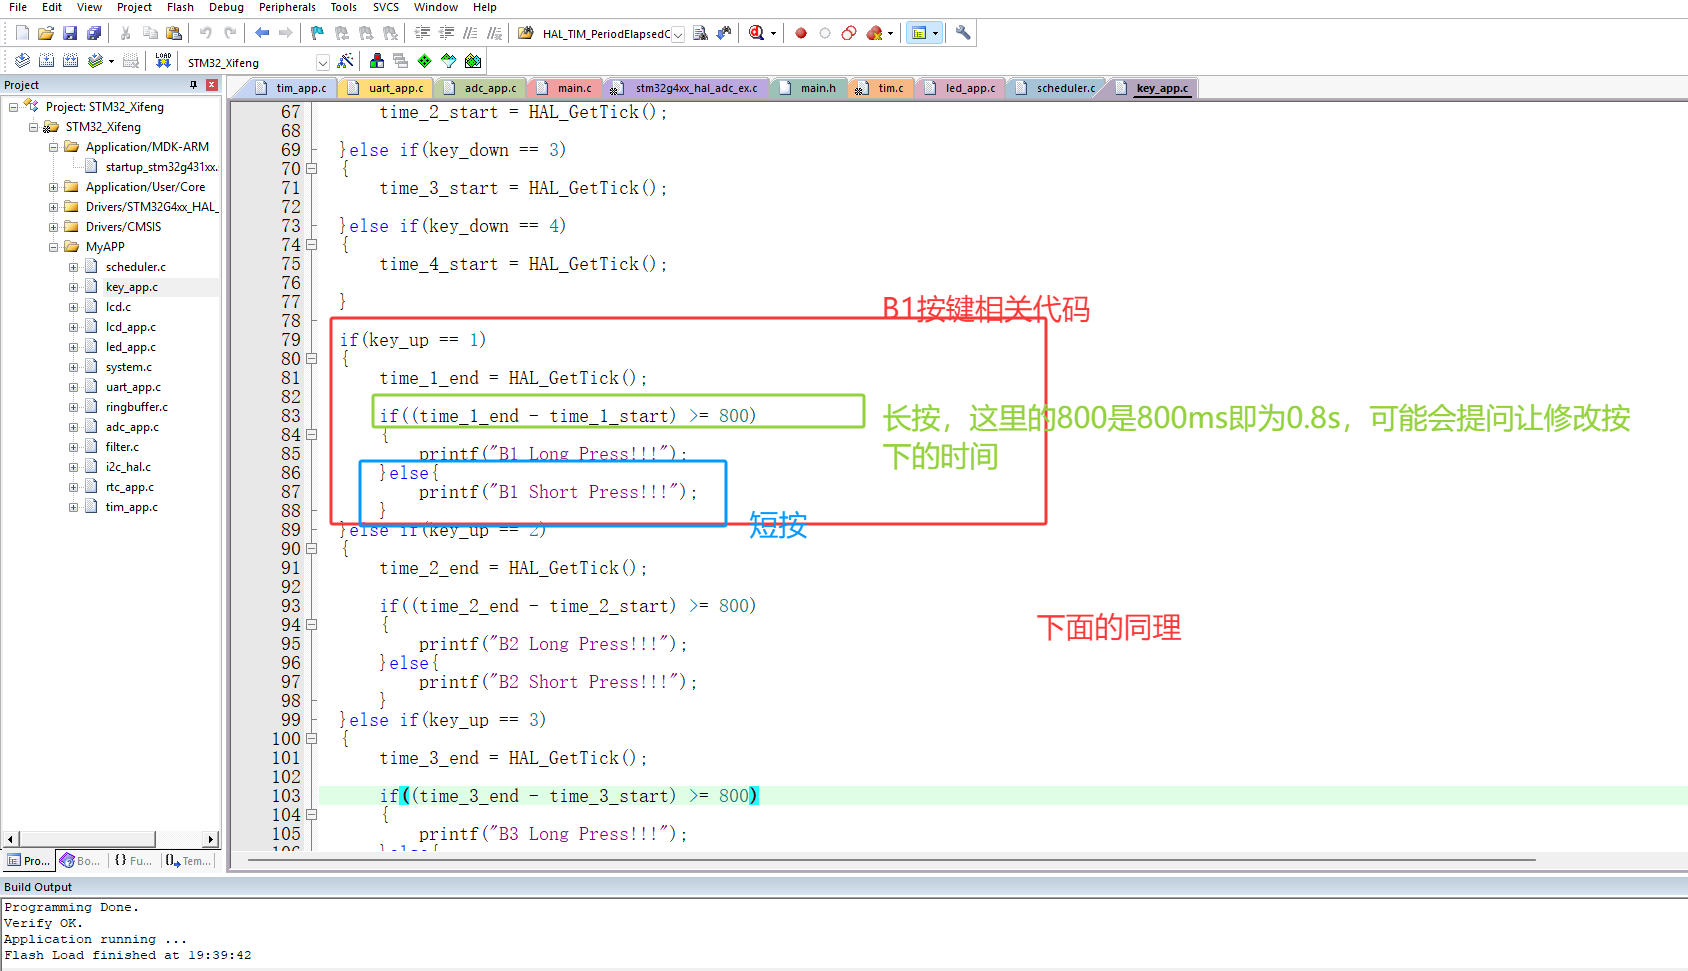 File Edit View Project Flash Debug Peripherals Tools SVCS Window Help
HAL_TIM_PeriodElapsedC
LOAD
STM32_Xifeng
Project
tim_app.c uart_app.c adc_app.c main.c stm32g4xx_hal_adc_ex.c main.h tim.c led_app.c scheduler.c key_app.c
Project: STM32_Xifeng
STM32_Xifeng
Application/MDK-ARM
startup_stm32g431xx.
Application/User/Core
Drivers/STM32G4xx_HAL_
Drivers/CMSIS
MyAPP
scheduler.c
key_app.c
lcd.c
lcd_app.c
led_app.c
system.c
uart_app.c
ringbuffer.c
adc_app.c
filter.c
i2c_hal.c
rtc_app.c
tim_app.c
Pro... Bo... {} Fu... Tem...
67 time_2_start = HAL_GetTick();
68
69 }else if(key_down == 3)
70 {
71 time_3_start = HAL_GetTick();
72
73 }else if(key_down == 4)
74 {
75 time_4_start = HAL_GetTick();
76
77 }
B1按键相关代码
78
79 if(key_up == 1)
80 {
81 time_1_end = HAL_GetTick();
82
83 if((time_1_end - time_1_start) >= 800)
长按，这里的800是800ms即为0.8s，可能会提问让修改按
下的时间
84 {
85 printf("B1 Long Press!!!");
86 }else{
87 printf("B1 Short Press!!!");
88 }
短按
89 }else if(key_up == 2)
90 {
91 time_2_end = HAL_GetTick();
92
93 if((time_2_end - time_2_start) >= 800)
下面的同理
94 {
95 printf("B2 Long Press!!!");
96 }else{
97 printf("B2 Short Press!!!");
98 }
99 }else if(key_up == 3)
100 {
101 time_3_end = HAL_GetTick();
102
103 if((time_3_end - time_3_start) >= 800)
104 {
105 printf("B3 Long Press!!!");
106 }else{
Build Output
Programming Done.
Verify OK.
Application running ...
Flash Load finished at 19:39:42